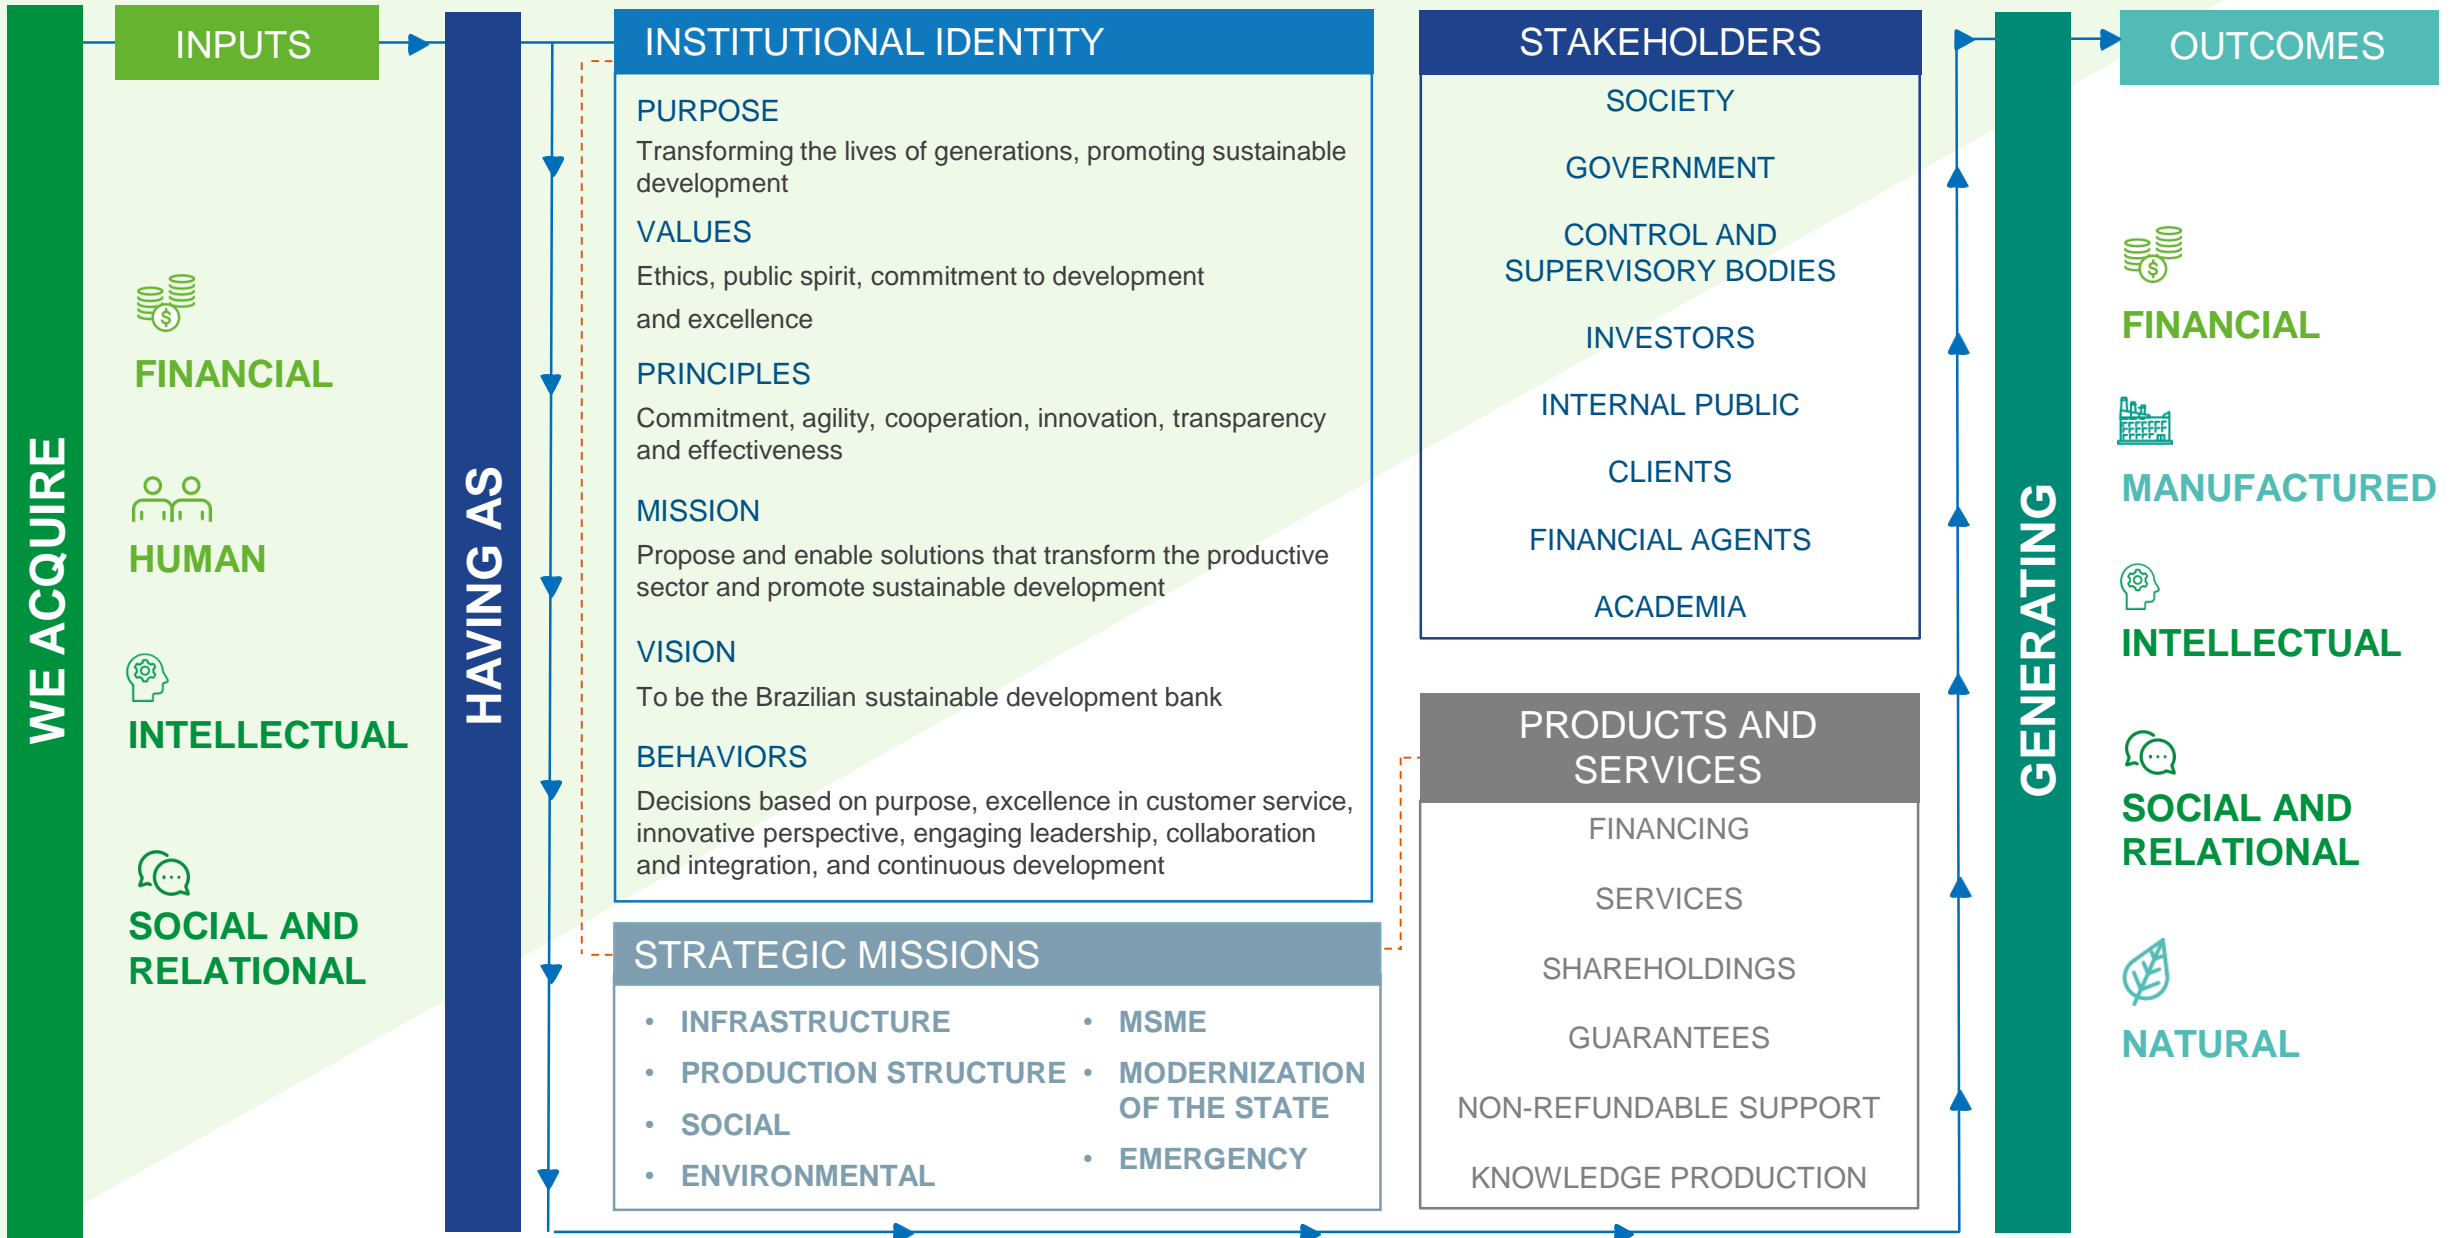 WE ACQUIRE
INPUTS
FINANCIAL
HUMAN
INTELLECTUAL
SOCIAL AND
RELATIONAL
HAVING AS
INSTITUTIONAL IDENTITY
PURPOSE
Transforming the lives of generations, promoting sustainable
development
VALUES
Ethics, public spirit, commitment to development
and excellence
PRINCIPLES
Commitment, agility, cooperation, innovation, transparency
and effectiveness
MISSION
Propose and enable solutions that transform the productive
sector and promote sustainable development
VISION
To be the Brazilian sustainable development bank
BEHAVIORS
Decisions based on purpose, excellence in customer service,
innovative perspective, engaging leadership, collaboration
and integration, and continuous development
STRATEGIC MISSIONS
• INFRASTRUCTURE
• PRODUCTION STRUCTURE
• SOCIAL
• ENVIRONMENTAL
• MSME
• MODERNIZATION
OF THE STATE
• EMERGENCY
STAKEHOLDERS
SOCIETY
GOVERNMENT
CONTROL AND
SUPERVISORY BODIES
INVESTORS
INTERNAL PUBLIC
CLIENTS
FINANCIAL AGENTS
ACADEMIA
PRODUCTS AND
SERVICES
FINANCING
SERVICES
SHAREHOLDINGS
GUARANTEES
NON-REFUNDABLE SUPPORT
KNOWLEDGE PRODUCTION
GENERATING
OUTCOMES
FINANCIAL
MANUFACTURED
INTELLECTUAL
SOCIAL AND
RELATIONAL
NATURAL